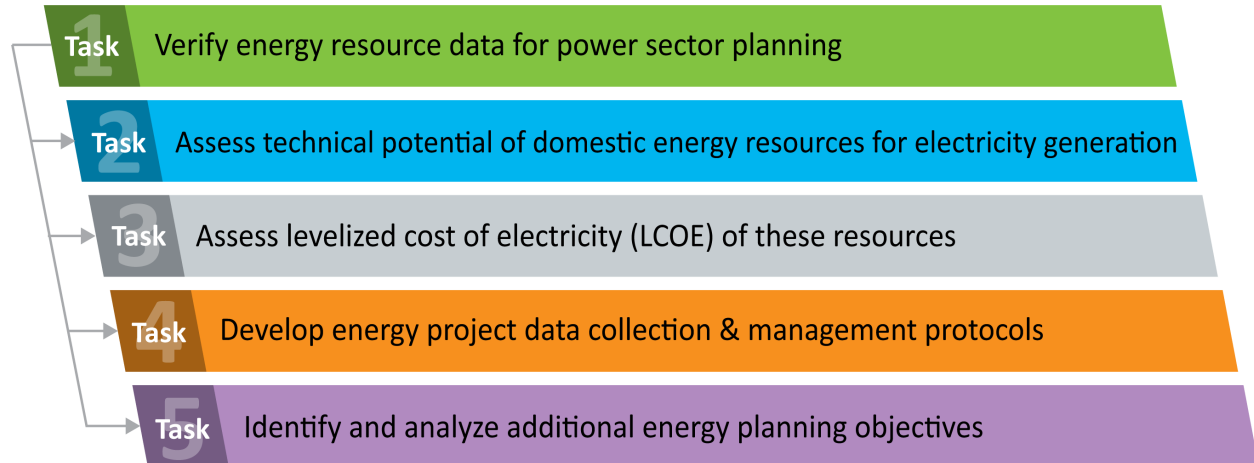 Task 1 Verify energy resource data for power sector planning
Task 2 Assess technical potential of domestic energy resources for electricity generation
Task 3 Assess levelized cost of electricity (LCOE) of these resources
Task 4 Develop energy project data collection & management protocols
Task 5 Identify and analyze additional energy planning objectives